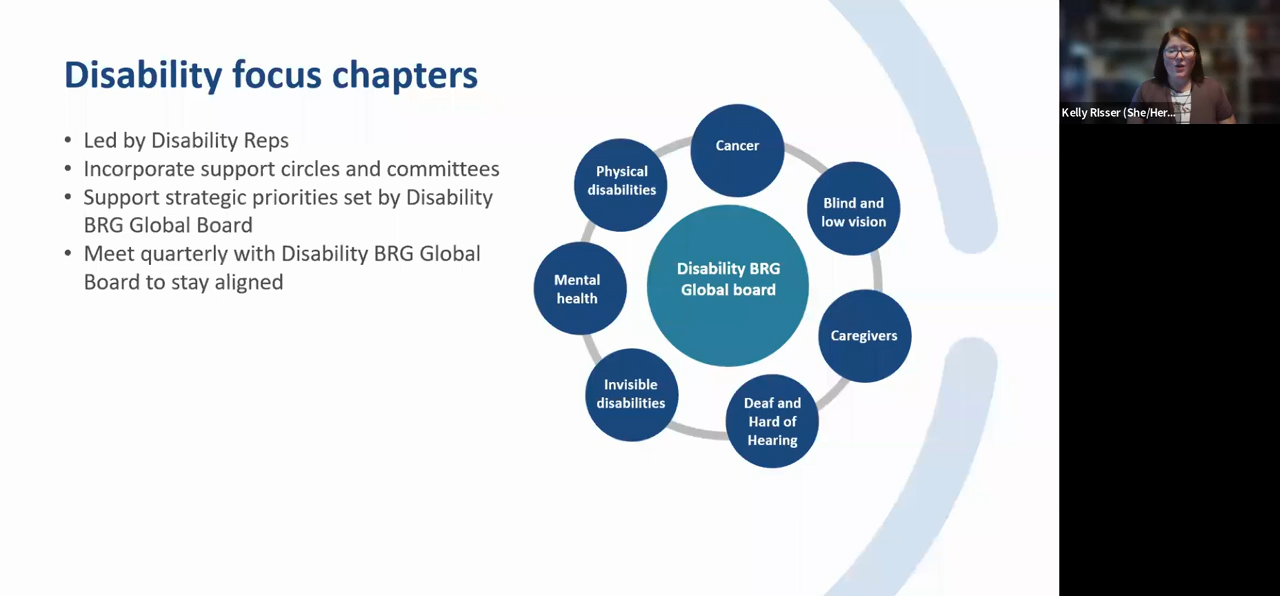 Disability focus chapters
• Led by Disability Reps
• Incorporate support circles and committees
• Support strategic priorities set by Disability
BRG Global Board
• Meet quarterly with Disability BRG Global
Board to stay aligned
Cancer
Blind and
low vision
Caregivers
Deaf and
Hard of
Hearing
Invisible
disabilities
Mental
health
Physical
disabilities
Disability BRG
Global board
Kelly RIsser (She/Her...